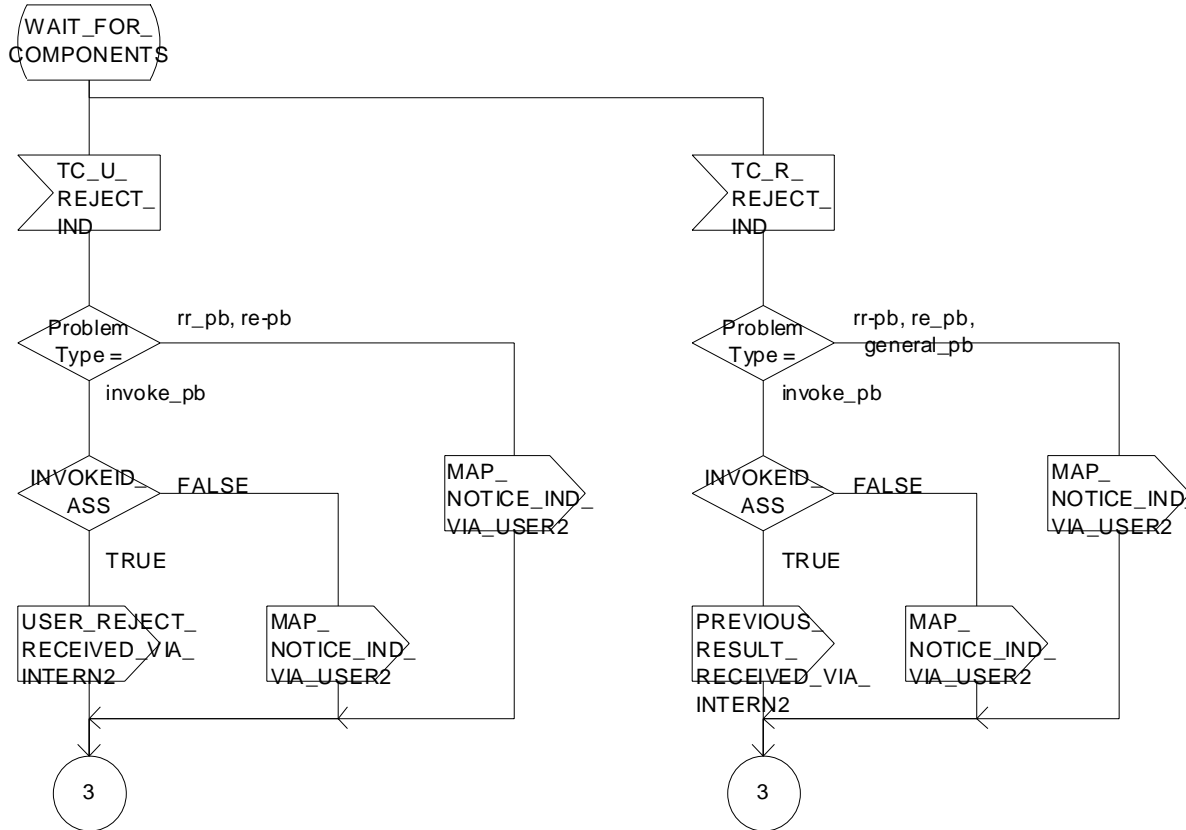 WAIT_FOR_
COMPONENTS
TC_U_
REJECT_
IND
Problem
Type =
rr_pb, re-pb
invoke_pb
INVOKEID_
ASS
FALSE
TRUE
MAP_
NOTICE_IND_
VIA_USER2
USER_REJECT_
RECEIVED_VIA_
INTERN2
MAP_
NOTICE_IND_
VIA_USER2
3
TC_R_
REJECT_
IND
Problem
Type =
rr-pb, re_pb,
general_pb
invoke_pb
INVOKEID_
ASS
FALSE
TRUE
MAP_
NOTICE_IND_
VIA_USER2
PREVIOUS_
RESULT_
RECEIVED_VIA_
INTERN2
MAP_
NOTICE_IND_
VIA_USER2
3